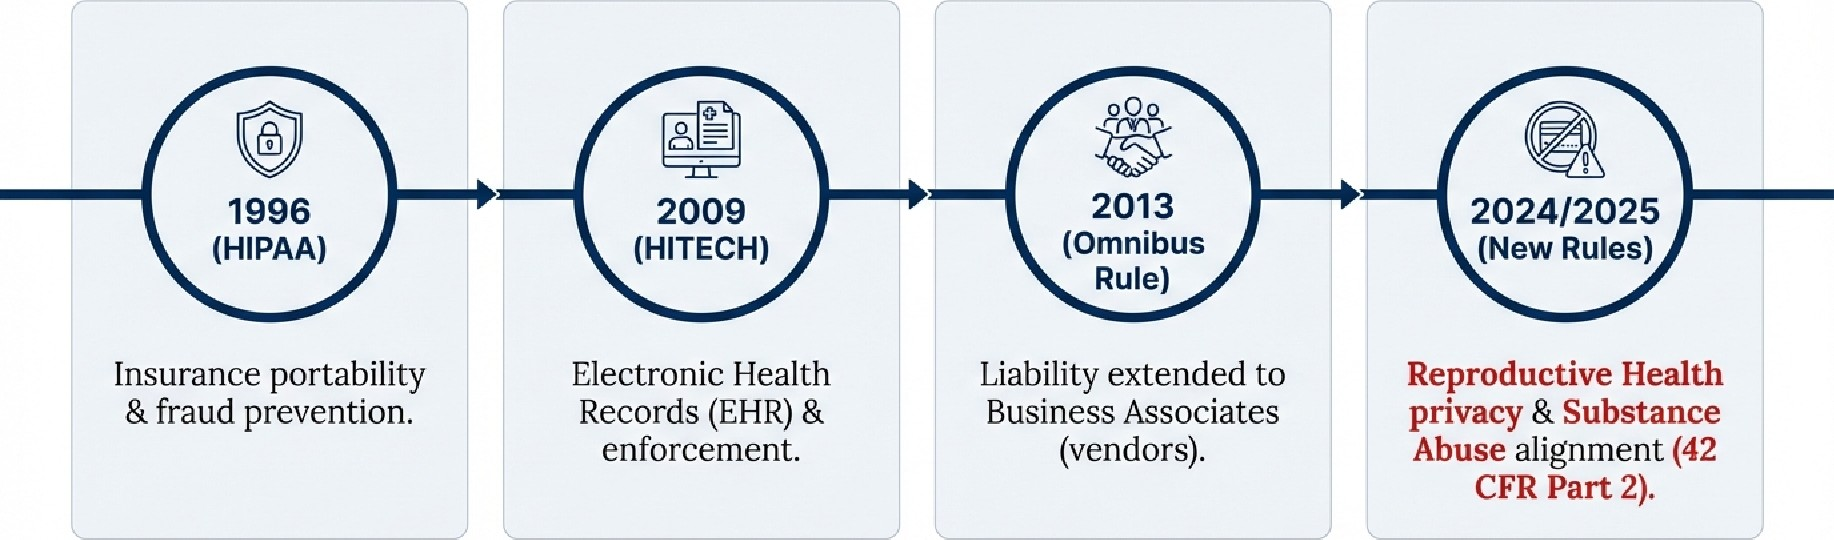 1996
(HIPAA)
Insurance portability
& fraud prevention.
2009
(HITECH)
Electronic Health
Records (EHR) &
enforcement.
2013
(Omnibus
Rule)
Liability extended to
Business Associates
(vendors).
2024/2025
(New Rules)
Reproductive Health
privacy & Substance
Abuse alignment (42
CFR Part 2).